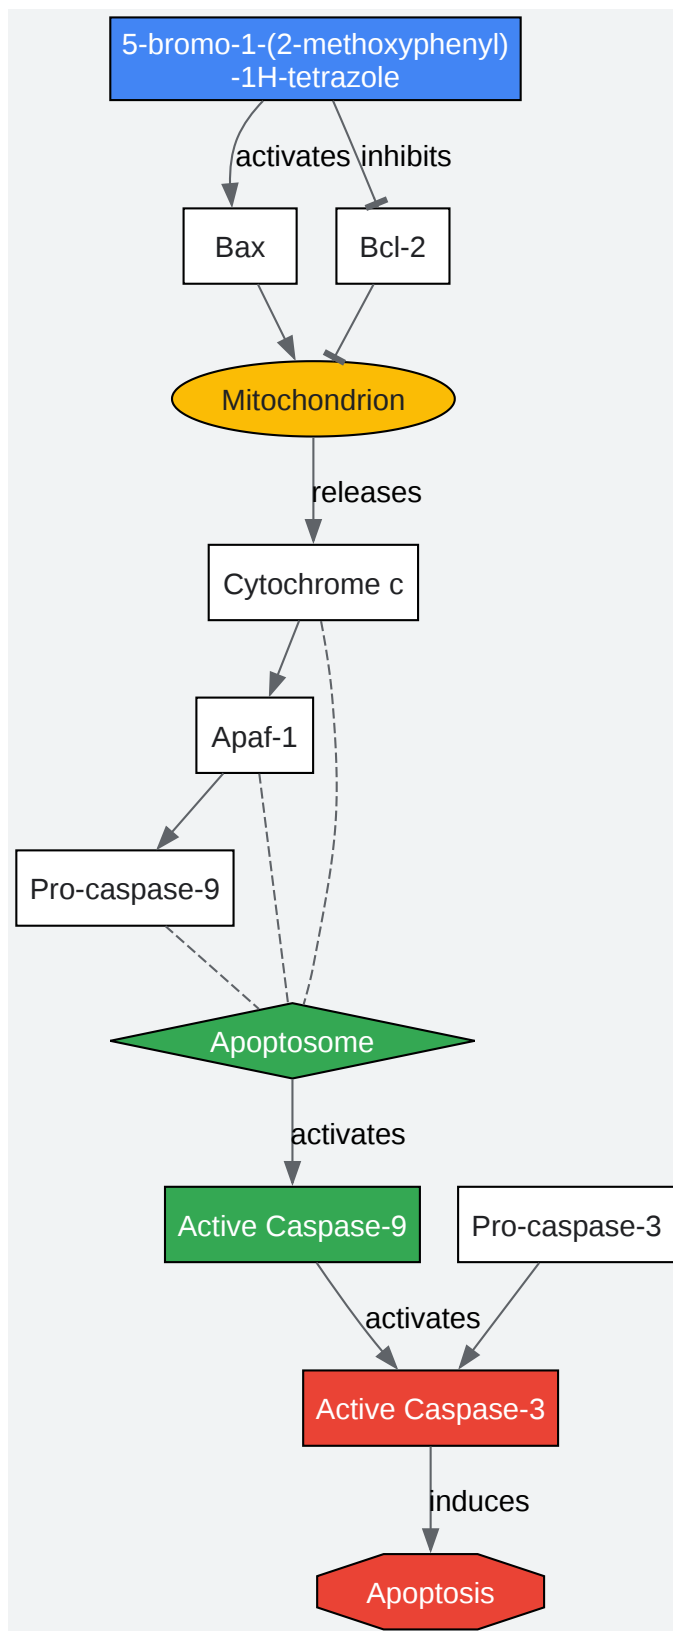 5-bromo-1-(2-methoxyphenyl)
-1H-tetrazole
activates
inhibits
Bax
Bcl-2
Mitochondrion
releases
Cytochrome c
Apaf-1
Pro-caspase-9
Apoptosome
activates
Active Caspase-9
Pro-caspase-3
activates
Active Caspase-3
induces
Apoptosis